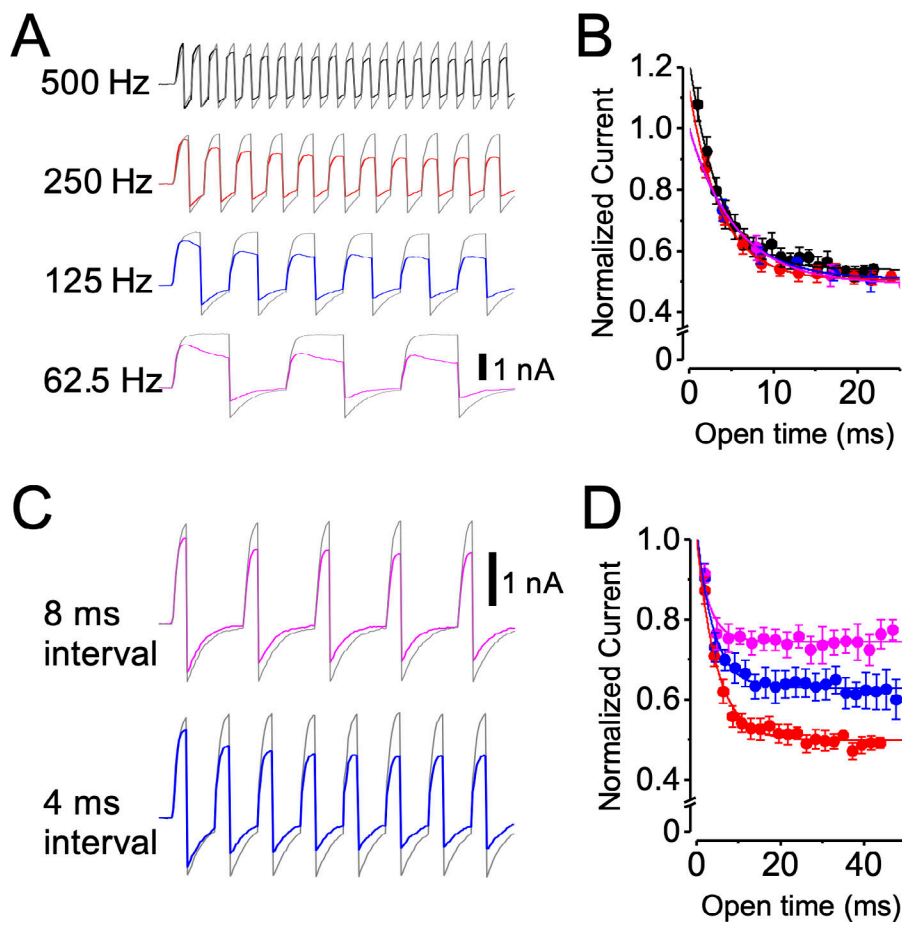 A
500 Hz
250 Hz
125 Hz
62.5 Hz
1 nA
B
Normalized Current
1.2
1.0
0.8
0.6
0.4
0
0
10
20
Open time (ms)
C
8 ms
interval
1 nA
4 ms
interval
D
Normalized Current
1.0
0.8
0.6
0.4
0
0
20
40
Open time (ms)